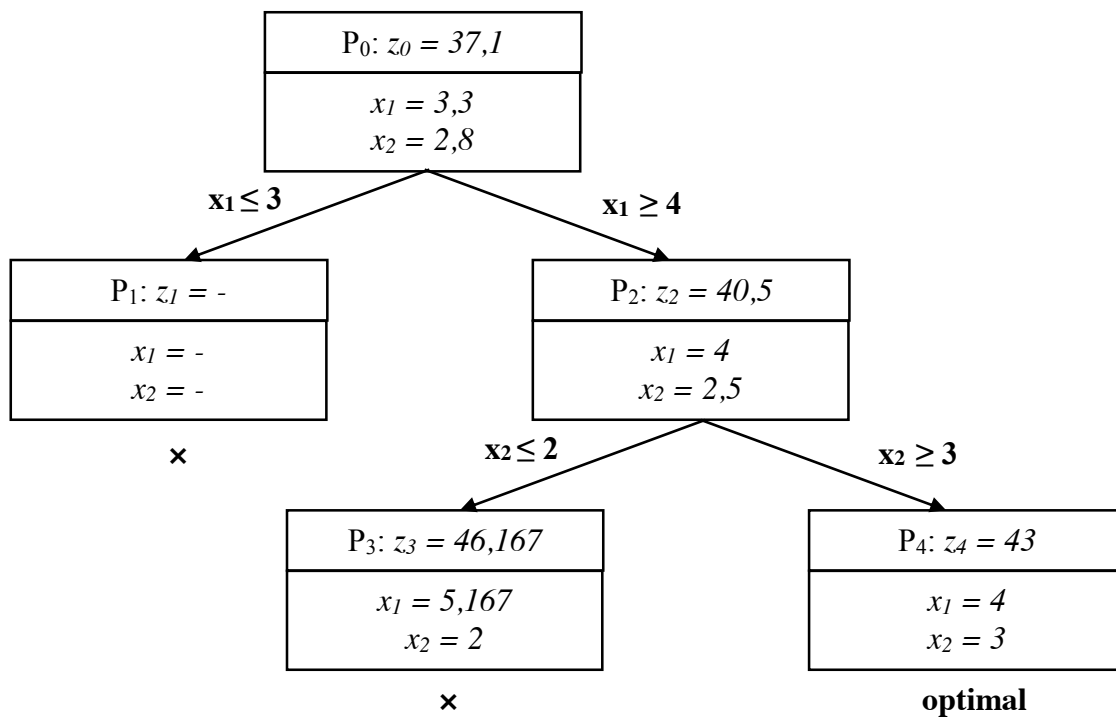 P₀: z₀ = 37,1
x₁ = 3,3
x₂ = 2,8
x₁ ≤ 3
x₁ ≥ 4
P₁: z₁ = -
x₁ = -
x₂ = -
×
P₂: z₂ = 40,5
x₁ = 4
x₂ = 2,5
x₂ ≤ 2
x₂ ≥ 3
P₃: z₃ = 46,167
x₁ = 5,167
x₂ = 2
×
P₄: z₄ = 43
x₁ = 4
x₂ = 3
optimal